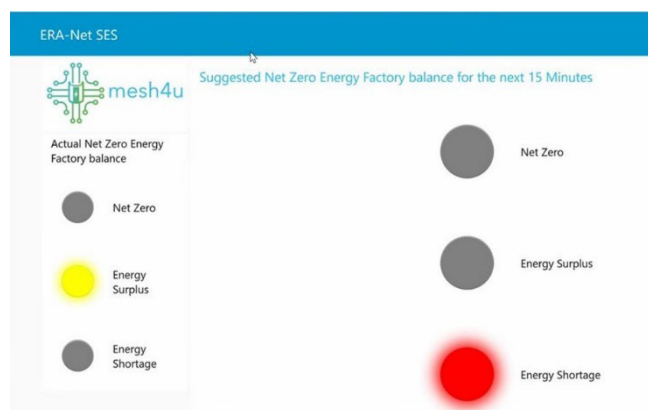 ERA-Net SES
mesh4u
Suggested Net Zero Energy Factory balance for the next 15 Minutes
Actual Net Zero Energy
Factory balance
Net Zero
Energy
Surplus
Energy
Shortage
Net Zero
Energy Surplus
Energy Shortage